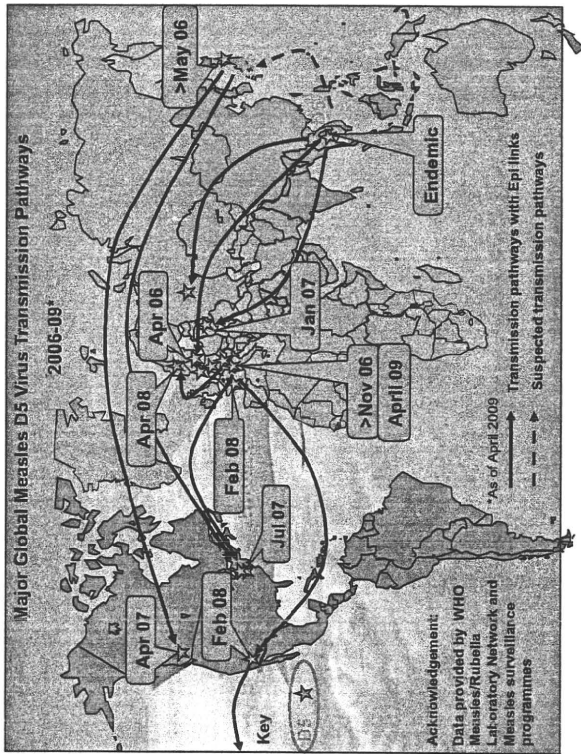 Major Global Measles D5 Virus Transmission Pathways
2006-09*
Apr 07
Feb 08
Jul 07
Feb 08
Apr 08
Apr 06
>Nov 06
April 09
Jan 07
Endemic
>May 06
Key
D5
*As of April 2009
Transmission pathways with Epi links
Suspected transmission pathways
Acknowledgement:
Data provided by WHO
Measles/Rubella
Laboratory Network and
Measles surveillance
programmes